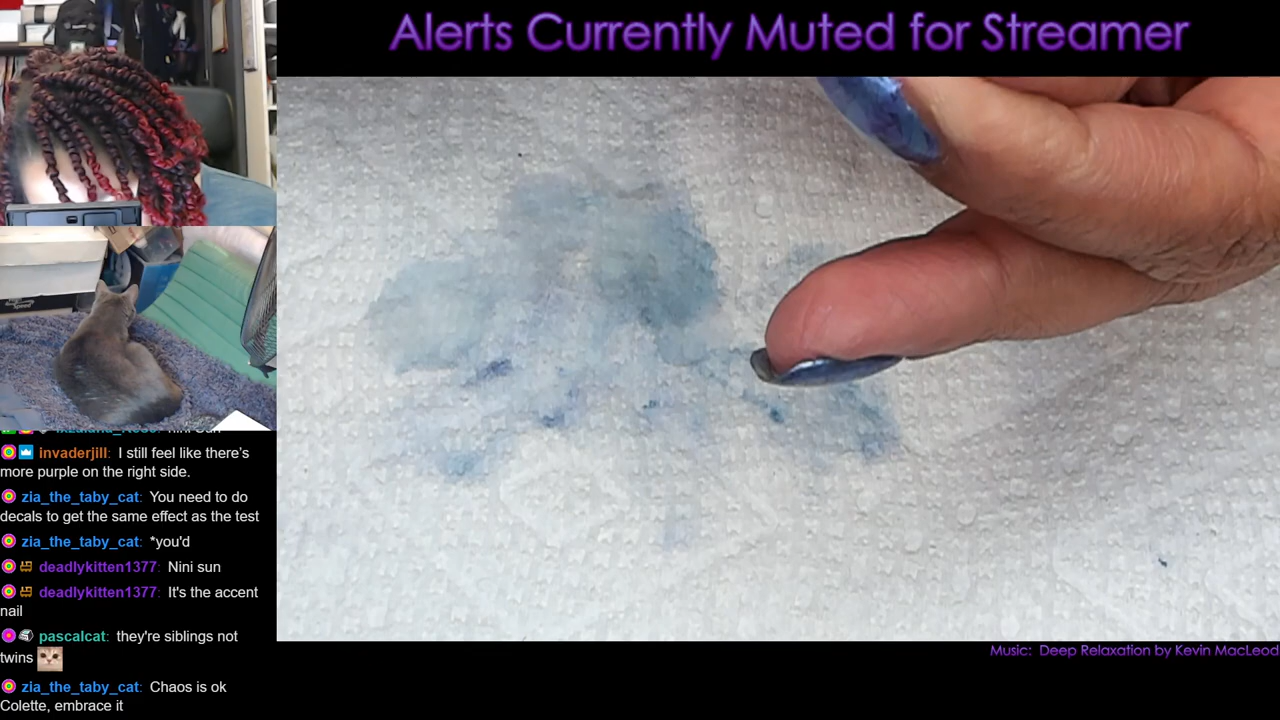 Alerts Currently Muted for Streamer
invaderjill: I still feel like there's
more purple on the right side.
zia_the_taby_cat: You need to do
decals to get the same effect as the test
zia_the_taby_cat: *you'd
deadlykitten1377: Nini sun
deadlykitten1377: It's the accent
nail
pascalcat: they're siblings not
twins
zia_the_taby_cat: Chaos is ok
Colette, embrace it
Music: Deep Relaxation by Kevin MacLeod